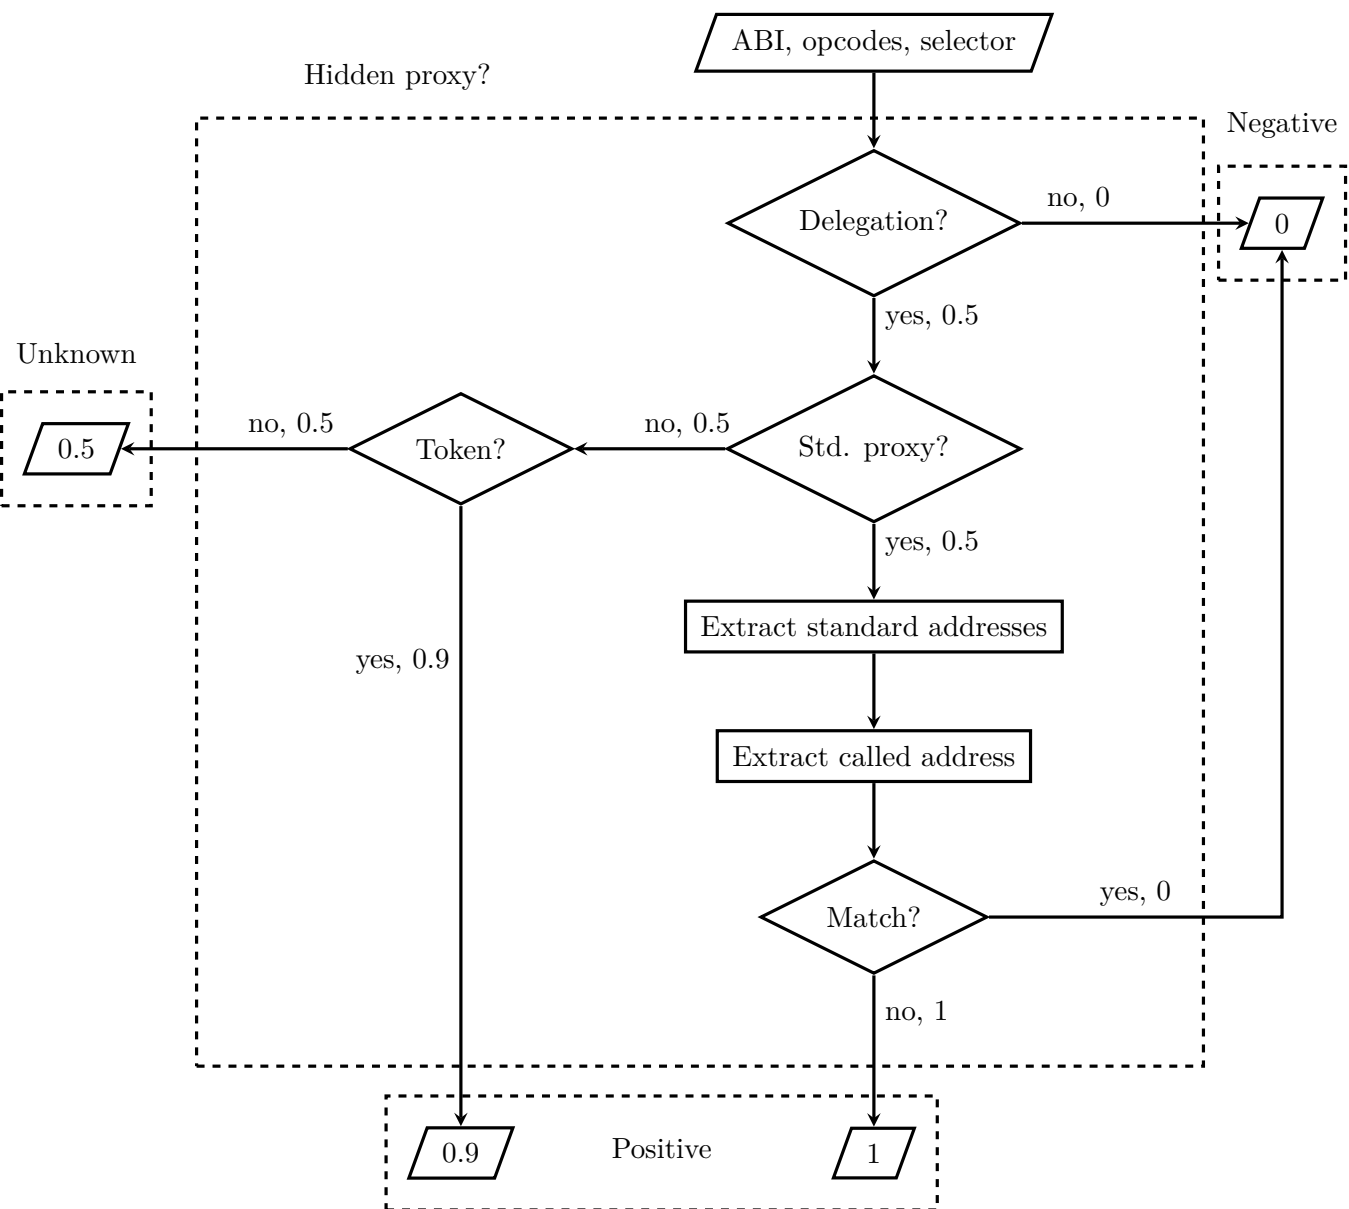 ABI, opcodes, selector
Hidden proxy?
Negative
no, 0
0
Delegation?
yes, 0.5
Unknown
no, 0.5
no, 0.5
0.5
Token?
Std. proxy?
yes, 0.5
Extract standard addresses
yes, 0.9
Extract called address
yes, 0
Match?
no, 1
0.9
Positive
1